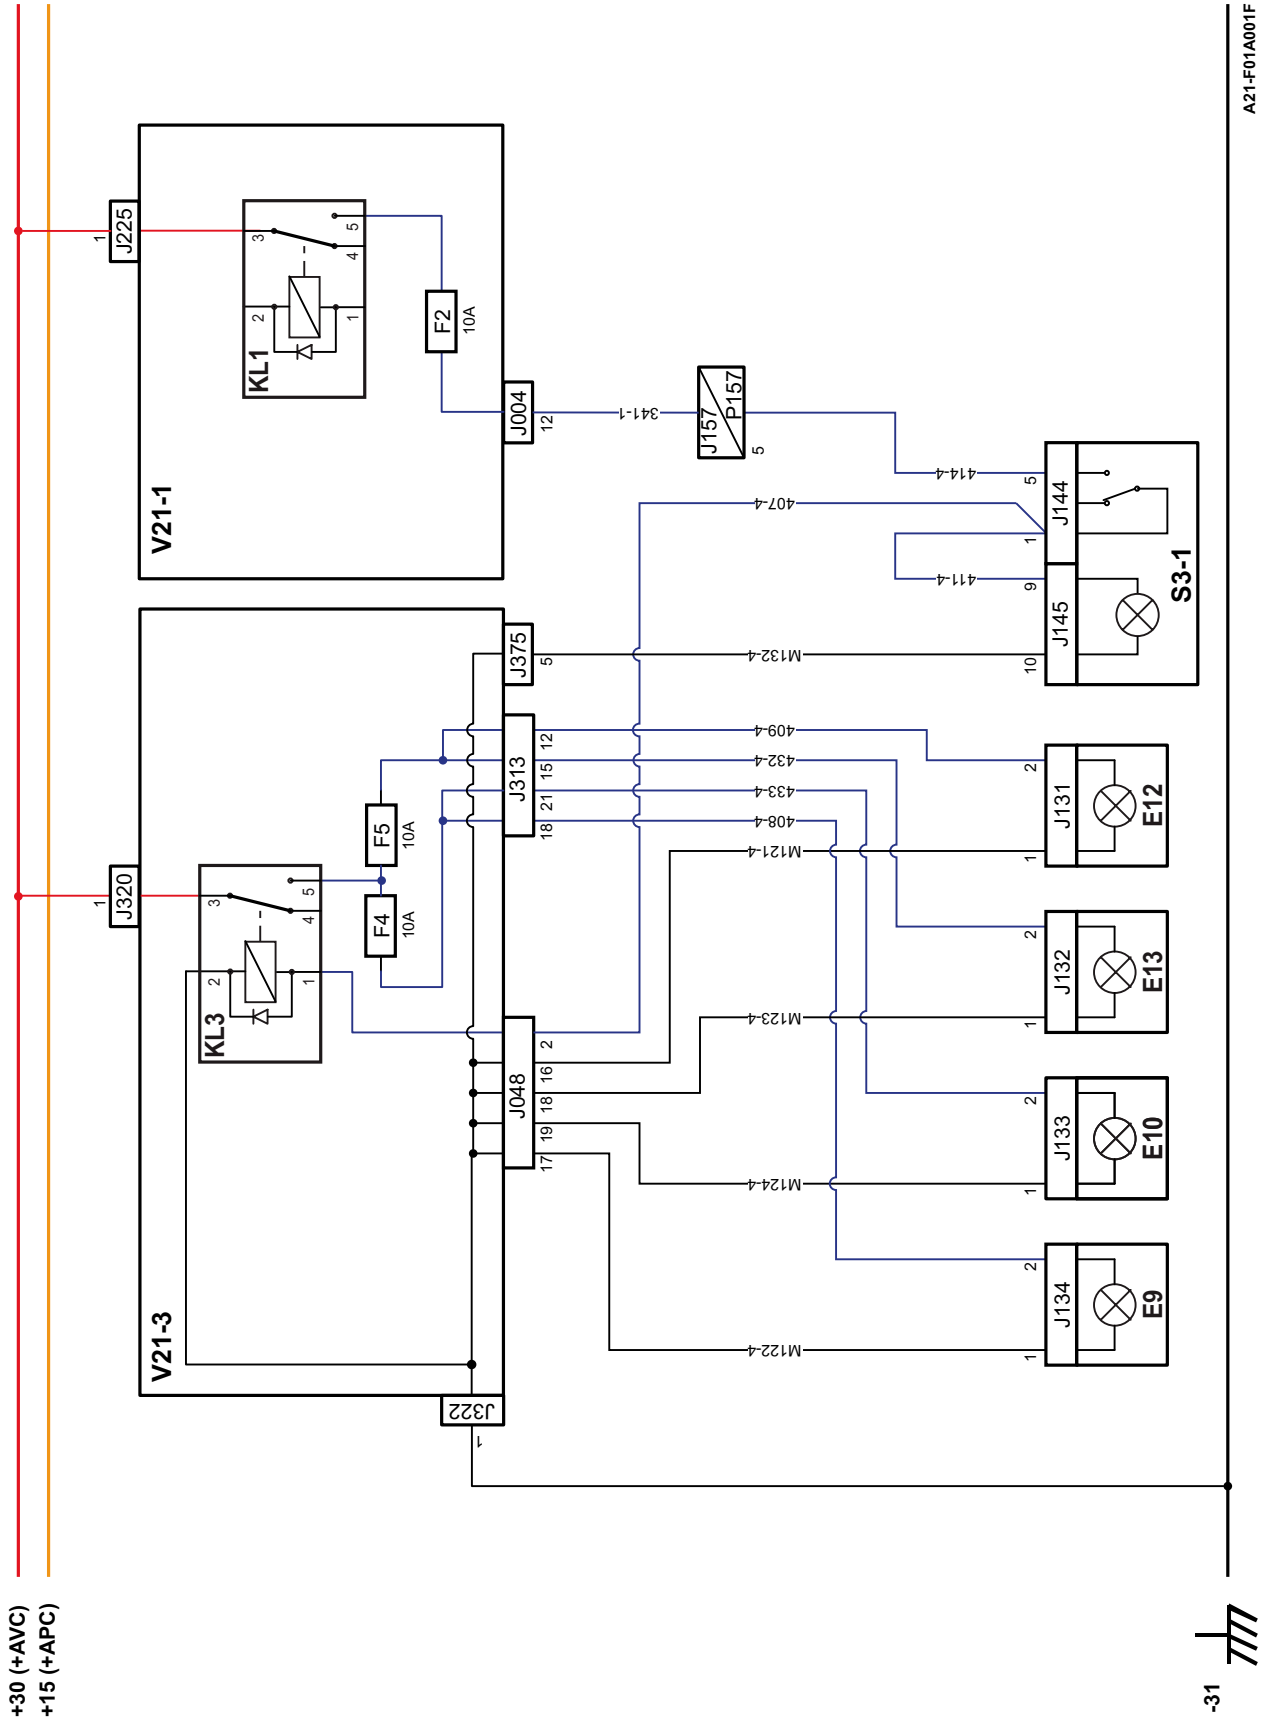 +30 (+AVC)
+15 (+APC)
V21-3
J320
1
KL3
3
2
5
4
1
F4
10A
F5
10A
J322
1
J048
17
19
18
16
2
J313
18
21
15
12
J375
5
V21-1
J225
1
KL1
3
2
5
4
1
F2
10A
J004
12
341-1
J157
P157
5
M122-4
M124-4
M123-4
M121-4
408-4
433-4
432-4
409-4
M132-4
411-4
407-4
414-4
1
2
J134
E9
1
2
J133
E10
1
2
J132
E13
1
2
J131
E12
10
9
J145
1
5
J144
S3-1
-31
A21-F01A001F